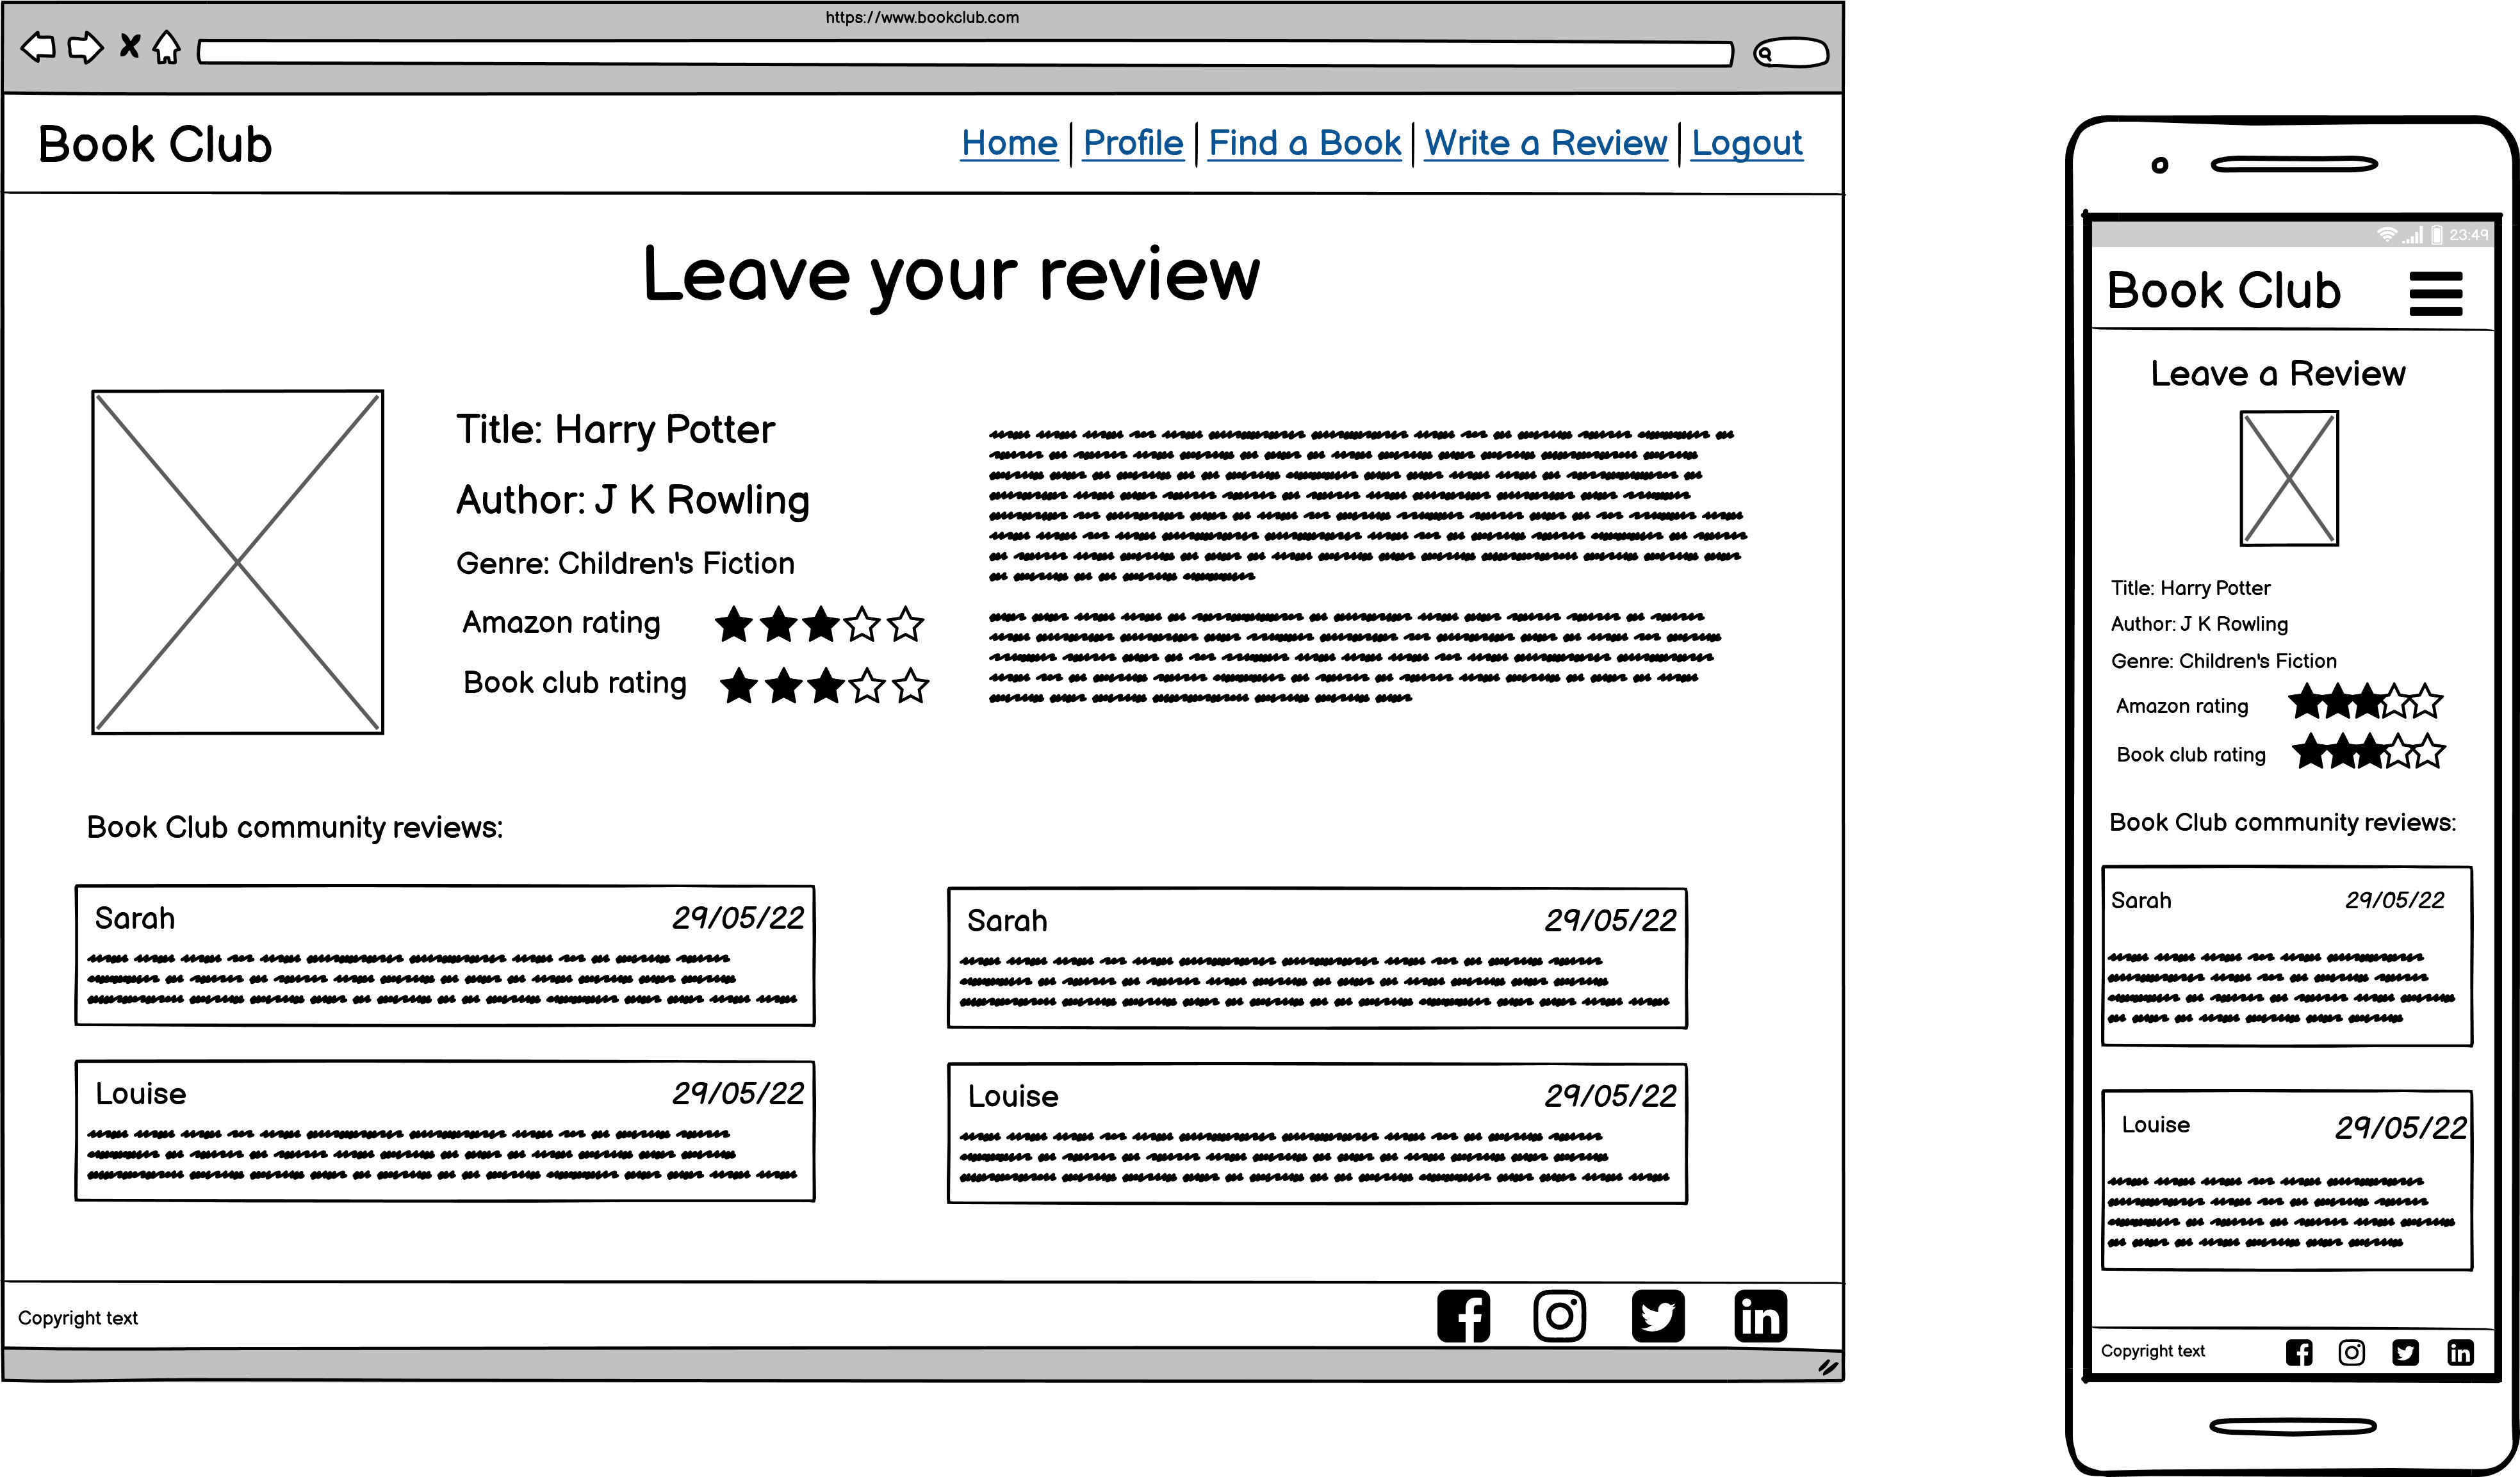 https://www.bookclub.com
Book Club
Home | Profile | Find a Book | Write a Review | Logout
Leave your review
Title: Harry Potter
Author: J K Rowling
Genre: Children's Fiction
Amazon rating
Book club rating
Book Club community reviews:
Sarah 29/05/22
Sarah 29/05/22
Louise 29/05/22
Louise 29/05/22
Copyright text
23:49
Book Club
Leave a Review
Title: Harry Potter
Author: J K Rowling
Genre: Children's Fiction
Amazon rating
Book club rating
Book Club community reviews:
Sarah 29/05/22
Louise 29/05/22
Copyright text